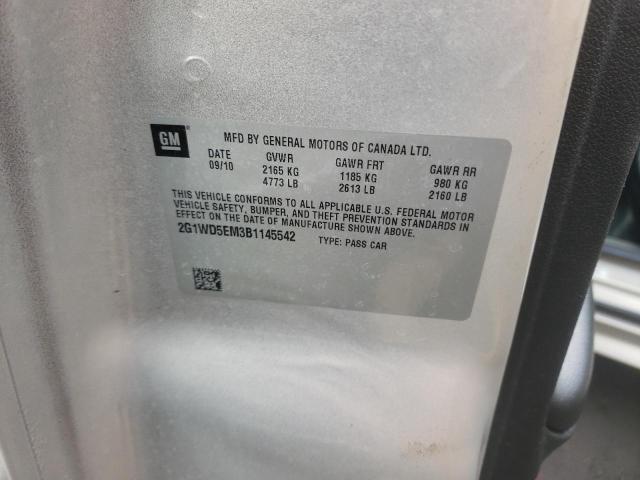 GM
MFD BY GENERAL MOTORS OF CANADA LTD.
DATE GVWR GAWR FRT GAWR RR
09/10 2165 KG 1185 KG 980 KG
4773 LB 2613 LB 2160 LB
THIS VEHICLE CONFORMS TO ALL APPLICABLE U.S. FEDERAL MOTOR
VEHICLE SAFETY, BUMPER, AND THEFT PREVENTION STANDARDS IN
EFFECT ON THE DATE OF MANUFACTURE SHOWN ABOVE.
2G1WD5EM3B1145542 TYPE: PASS CAR